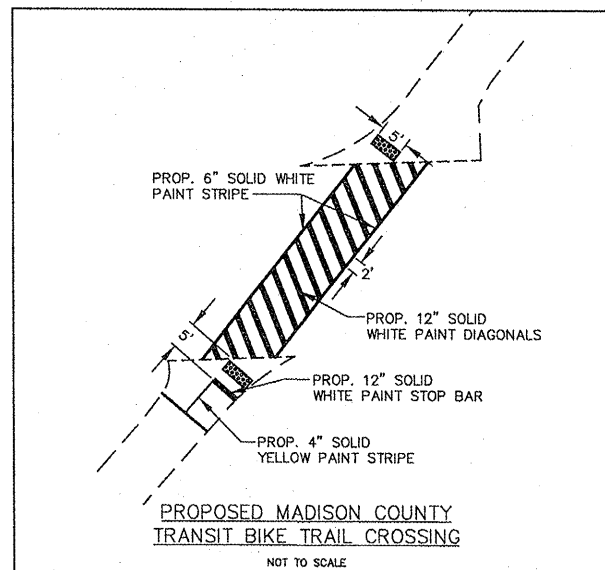 5'
PROP. 6" SOLID WHITE
PAINT STRIPE
2'
5'
PROP. 12" SOLID
WHITE PAINT DIAGONALS
PROP. 12" SOLID
WHITE PAINT STOP BAR
PROP. 4" SOLID
YELLOW PAINT STRIPE
PROPOSED MADISON COUNTY
TRANSIT BIKE TRAIL CROSSING
NOT TO SCALE